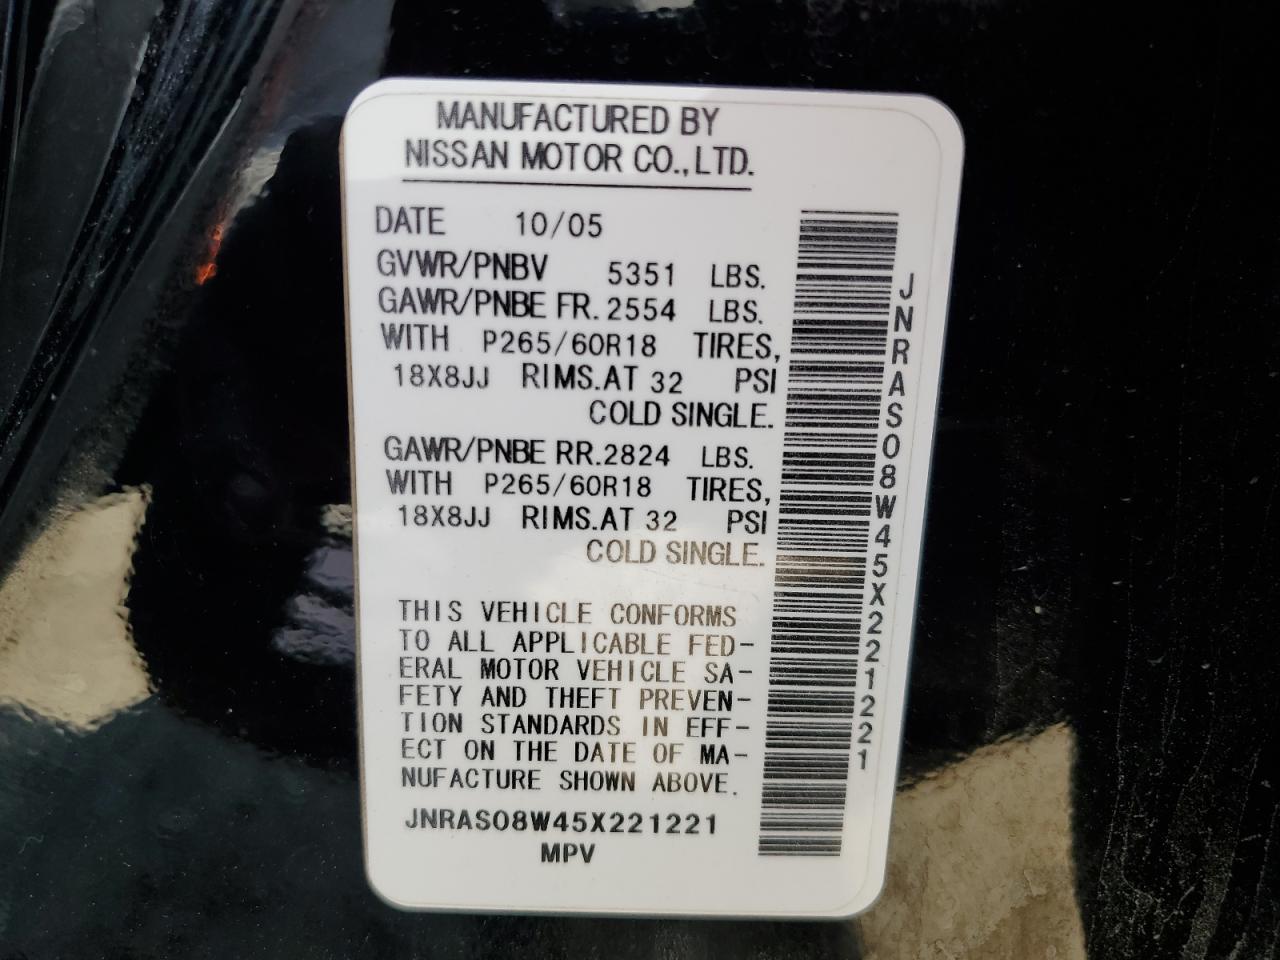 MANUFACTURED BY
NISSAN MOTOR CO., LTD.
DATE 10/05
GVWR/PNBV 5351 LBS.
GAWR/PNBE FR. 2554 LBS.
WITH P265/60R18 TIRES,
18X8JJ RIMS. AT 32 PSI
COLD SINGLE.
GAWR/PNBE RR. 2824 LBS.
WITH P265/60R18 TIRES,
18X8JJ RIMS. AT 32 PSI
COLD SINGLE.
THIS VEHICLE CONFORMS
TO ALL APPLICABLE FED-
ERAL MOTOR VEHICLE SA-
FETY AND THEFT PREVEN-
TION STANDARDS IN EFF-
ECT ON THE DATE OF MA-
NUFACTURE SHOWN ABOVE.
JNRAS08W45X221221
MPV
JNRAS08W45X221221